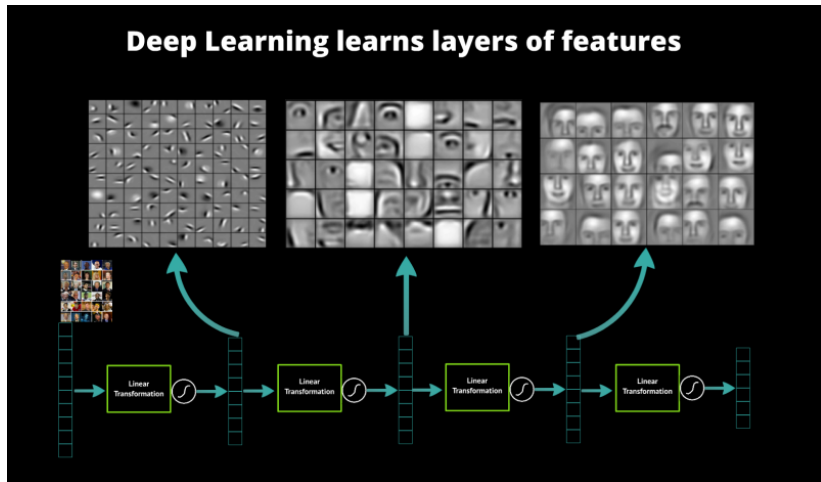 Deep Learning learns layers of features
Linear
Transformation
Linear
Transformation
Linear
Transformation
Linear
Transformation